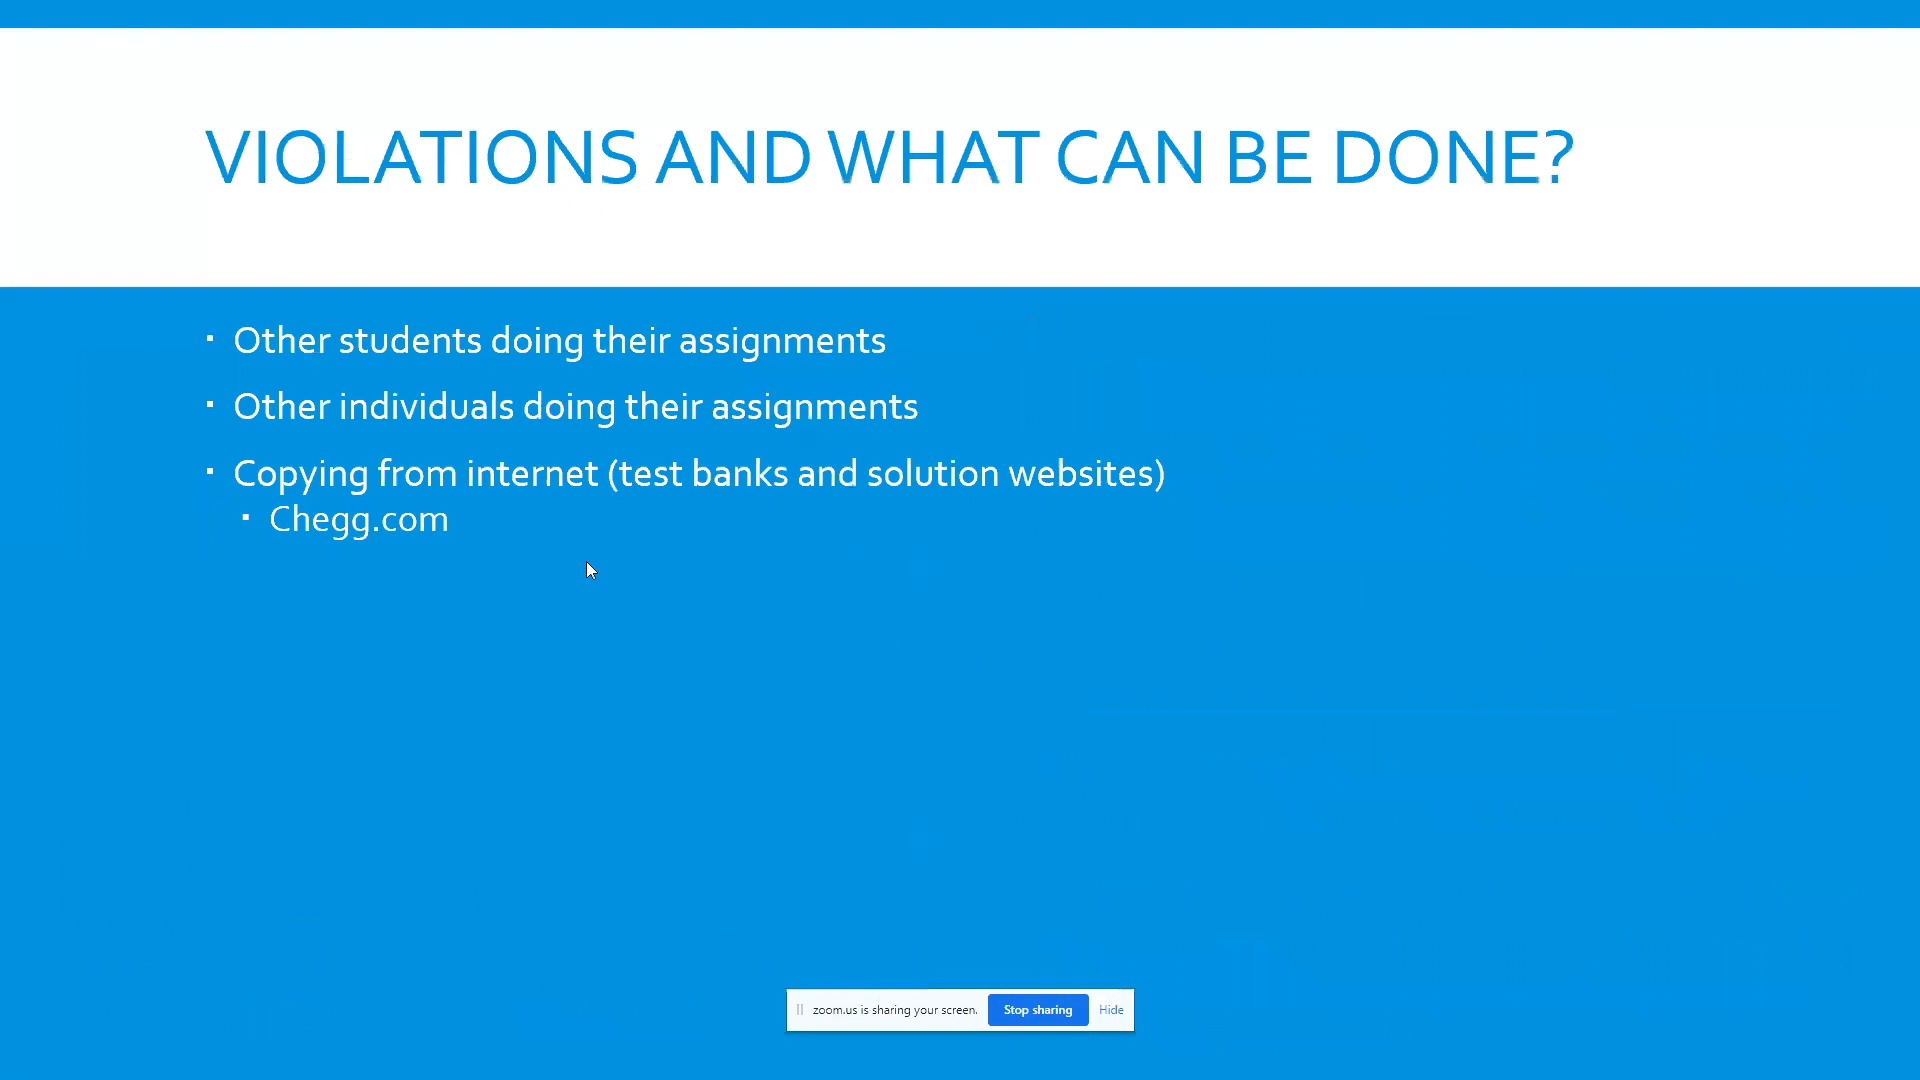 VIOLATIONS AND WHAT CAN BE DONE?
▪ Other students doing their assignments
▪ Other individuals doing their assignments
▪ Copying from internet (test banks and solution websites)
▪ Chegg.com
zoom.us is sharing your screen. Stop sharing Hide